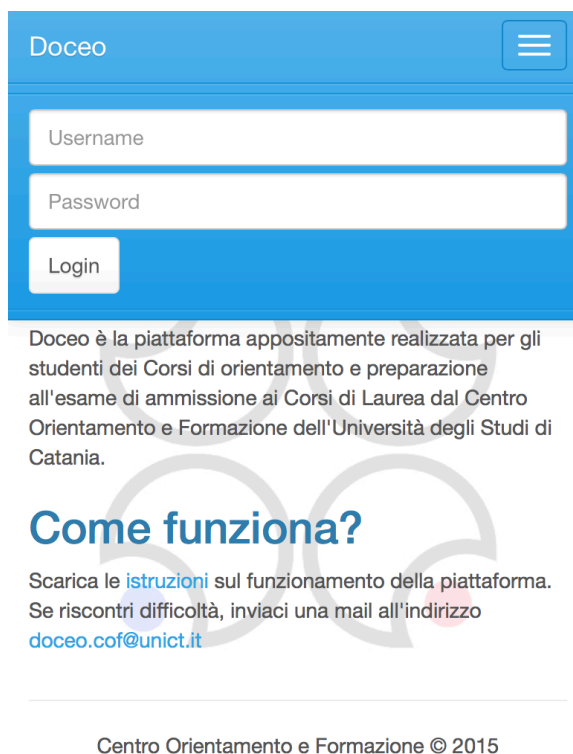 Doceo
Username
Password
Login
Doceo è la piattaforma appositamente realizzata per gli
studenti dei Corsi di orientamento e preparazione
all'esame di ammissione ai Corsi di Laurea dal Centro
Orientamento e Formazione dell'Università degli Studi di
Catania.
Come funziona?
Scarica le istruzioni sul funzionamento della piattaforma.
Se riscontri difficoltà, inviaci una mail all'indirizzo
doceo.cof@unict.it
Centro Orientamento e Formazione © 2015